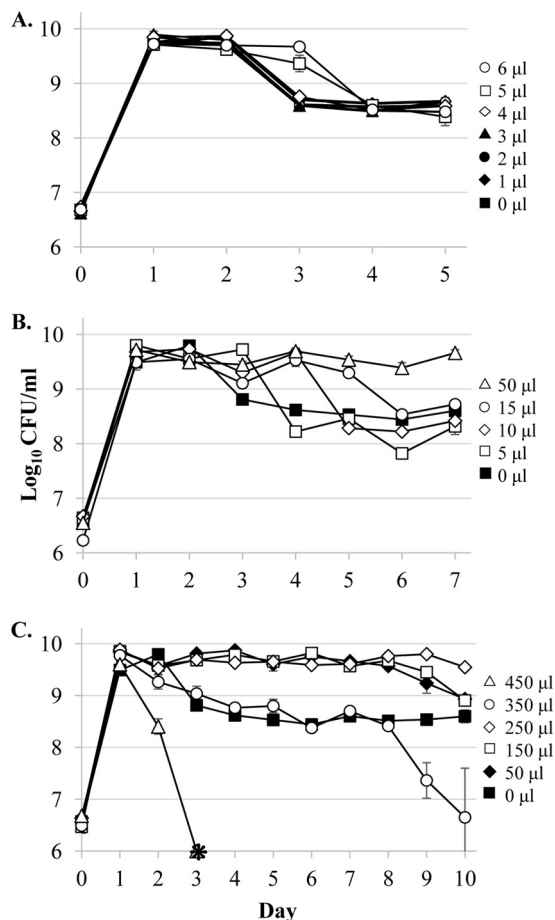 A.
10
9
8
7
6
0 1 2 3 4 5
6 µl
5 µl
4 µl
3 µl
2 µl
1 µl
0 µl
B.
10
9
8
7
6
0 1 2 3 4 5 6 7
50 µl
15 µl
10 µl
5 µl
0 µl
Log10 CFU/ml
C.
10
9
8
7
6
0 1 2 3 4 5 6 7 8 9 10
450 µl
350 µl
250 µl
150 µl
50 µl
0 µl
Day